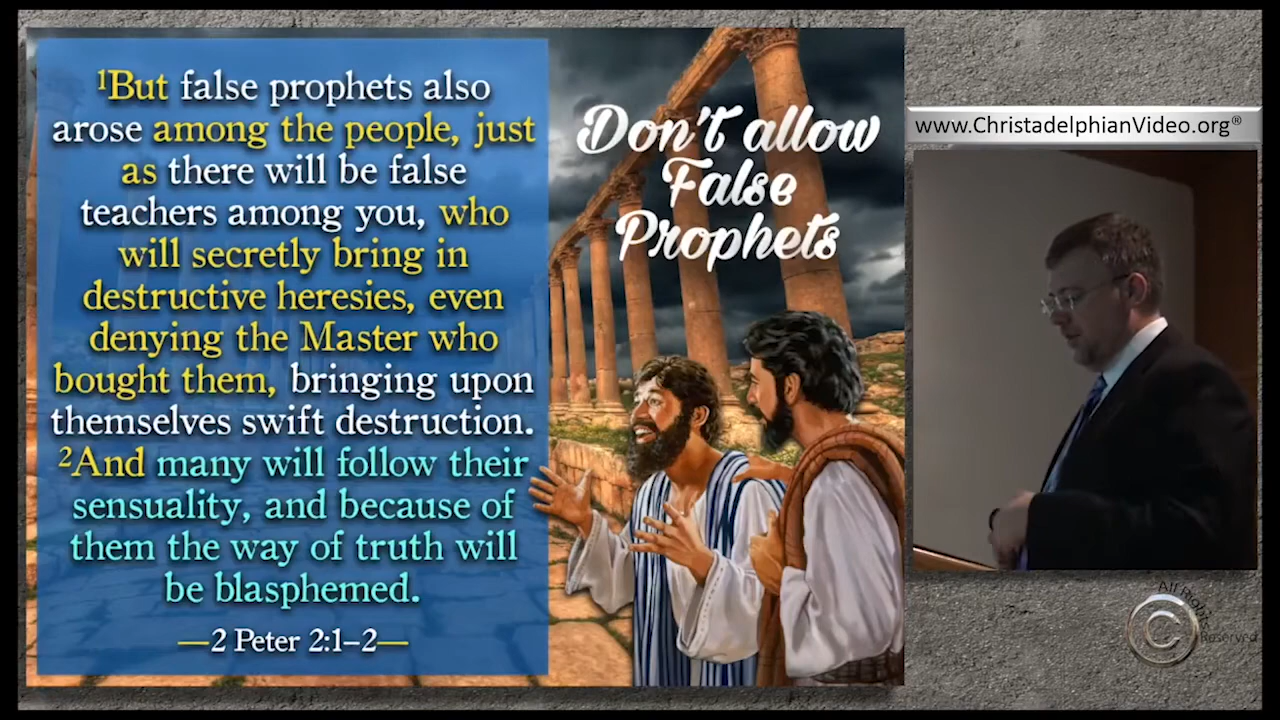 ¹But false prophets also
arose among the people, just
as there will be false
teachers among you, who
will secretly bring in
destructive heresies, even
denying the Master who
bought them, bringing upon
themselves swift destruction.
²And many will follow their
sensuality, and because of
them the way of truth will
be blasphemed.
—2 Peter 2:1–2—
Don't allow
False
Prophets
www.ChristadelphianVideo.org®
All Rights
Reserved